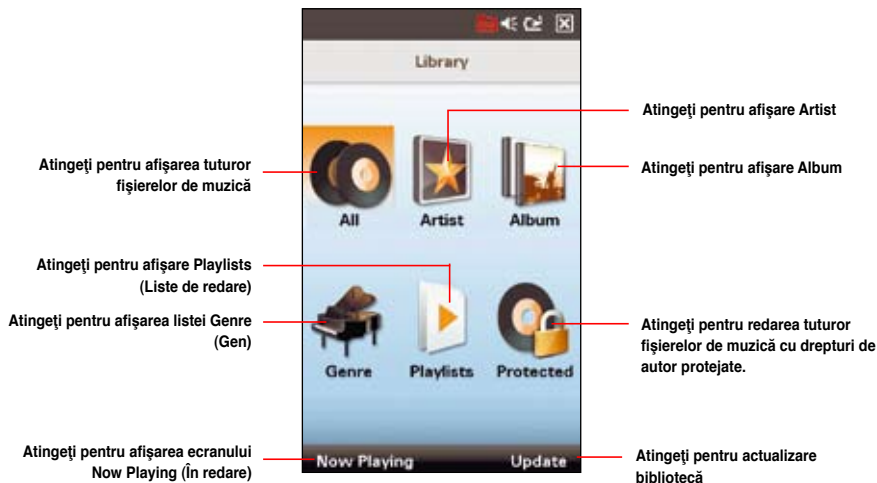 Library
All
Artist
Album
Genre
Playlists
Protected
Now Playing
Update
Atingeţi pentru afişarea tuturor
fişierelor de muzică
Atingeţi pentru afişare Playlists
(Liste de redare)
Atingeţi pentru afişarea listei Genre
(Gen)
Atingeţi pentru afişarea ecranului
Now Playing (În redare)
Atingeţi pentru afişare Artist
Atingeţi pentru afişare Album
Atingeţi pentru redarea tuturor
fişierelor de muzică cu drepturi de
autor protejate.
Atingeţi pentru actualizare
bibliotecă